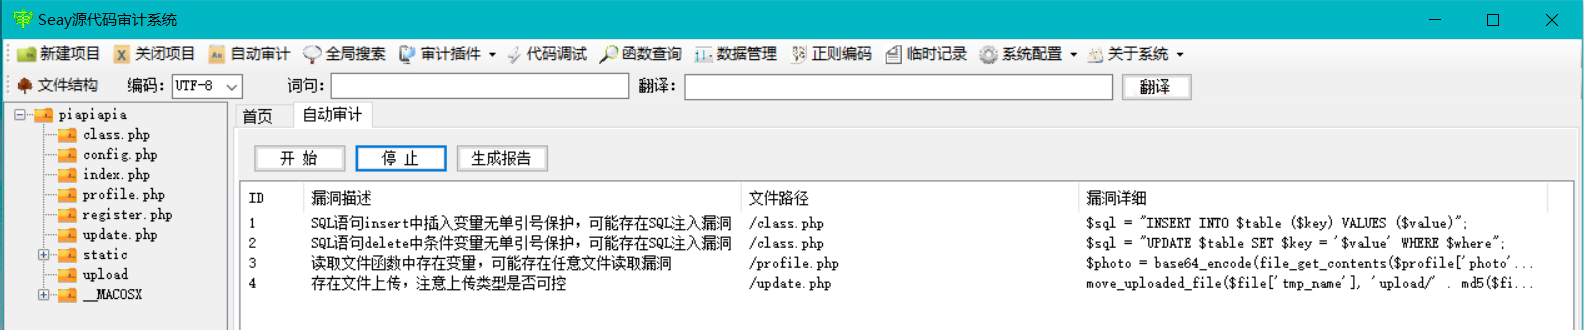 Seay源代码审计系统
新建项目 关闭项目 自动审计 全局搜索 审计插件 代码调试 函数查询 数据管理 正则编码 临时记录 系统配置 关于系统
文件结构 编码: UTF-8 词句: 翻译: 翻译
piapiapia
class.php
config.php
index.php
profile.php
register.php
update.php
static
upload
__MACOSX
首页 自动审计
开 始 停 止 生成报告
ID 漏洞描述 文件路径 漏洞详细
1 SQL语句insert中插入变量无单引号保护,可能存在SQL注入漏洞 /class.php $sql = "INSERT INTO $table ($key) VALUES ($value)";
2 SQL语句delete中条件变量无单引号保护,可能存在SQL注入漏洞 /class.php $sql = "UPDATE $table SET $key = '$value' WHERE $where";
3 读取文件函数中存在变量,可能存在任意文件读取漏洞 /profile.php $photo = base64_encode(file_get_contents($profile['photo'...
4 存在文件上传,注意上传类型是否可控 /update.php move_uploaded_file($file['tmp_name'], 'upload/' . md5($fi...